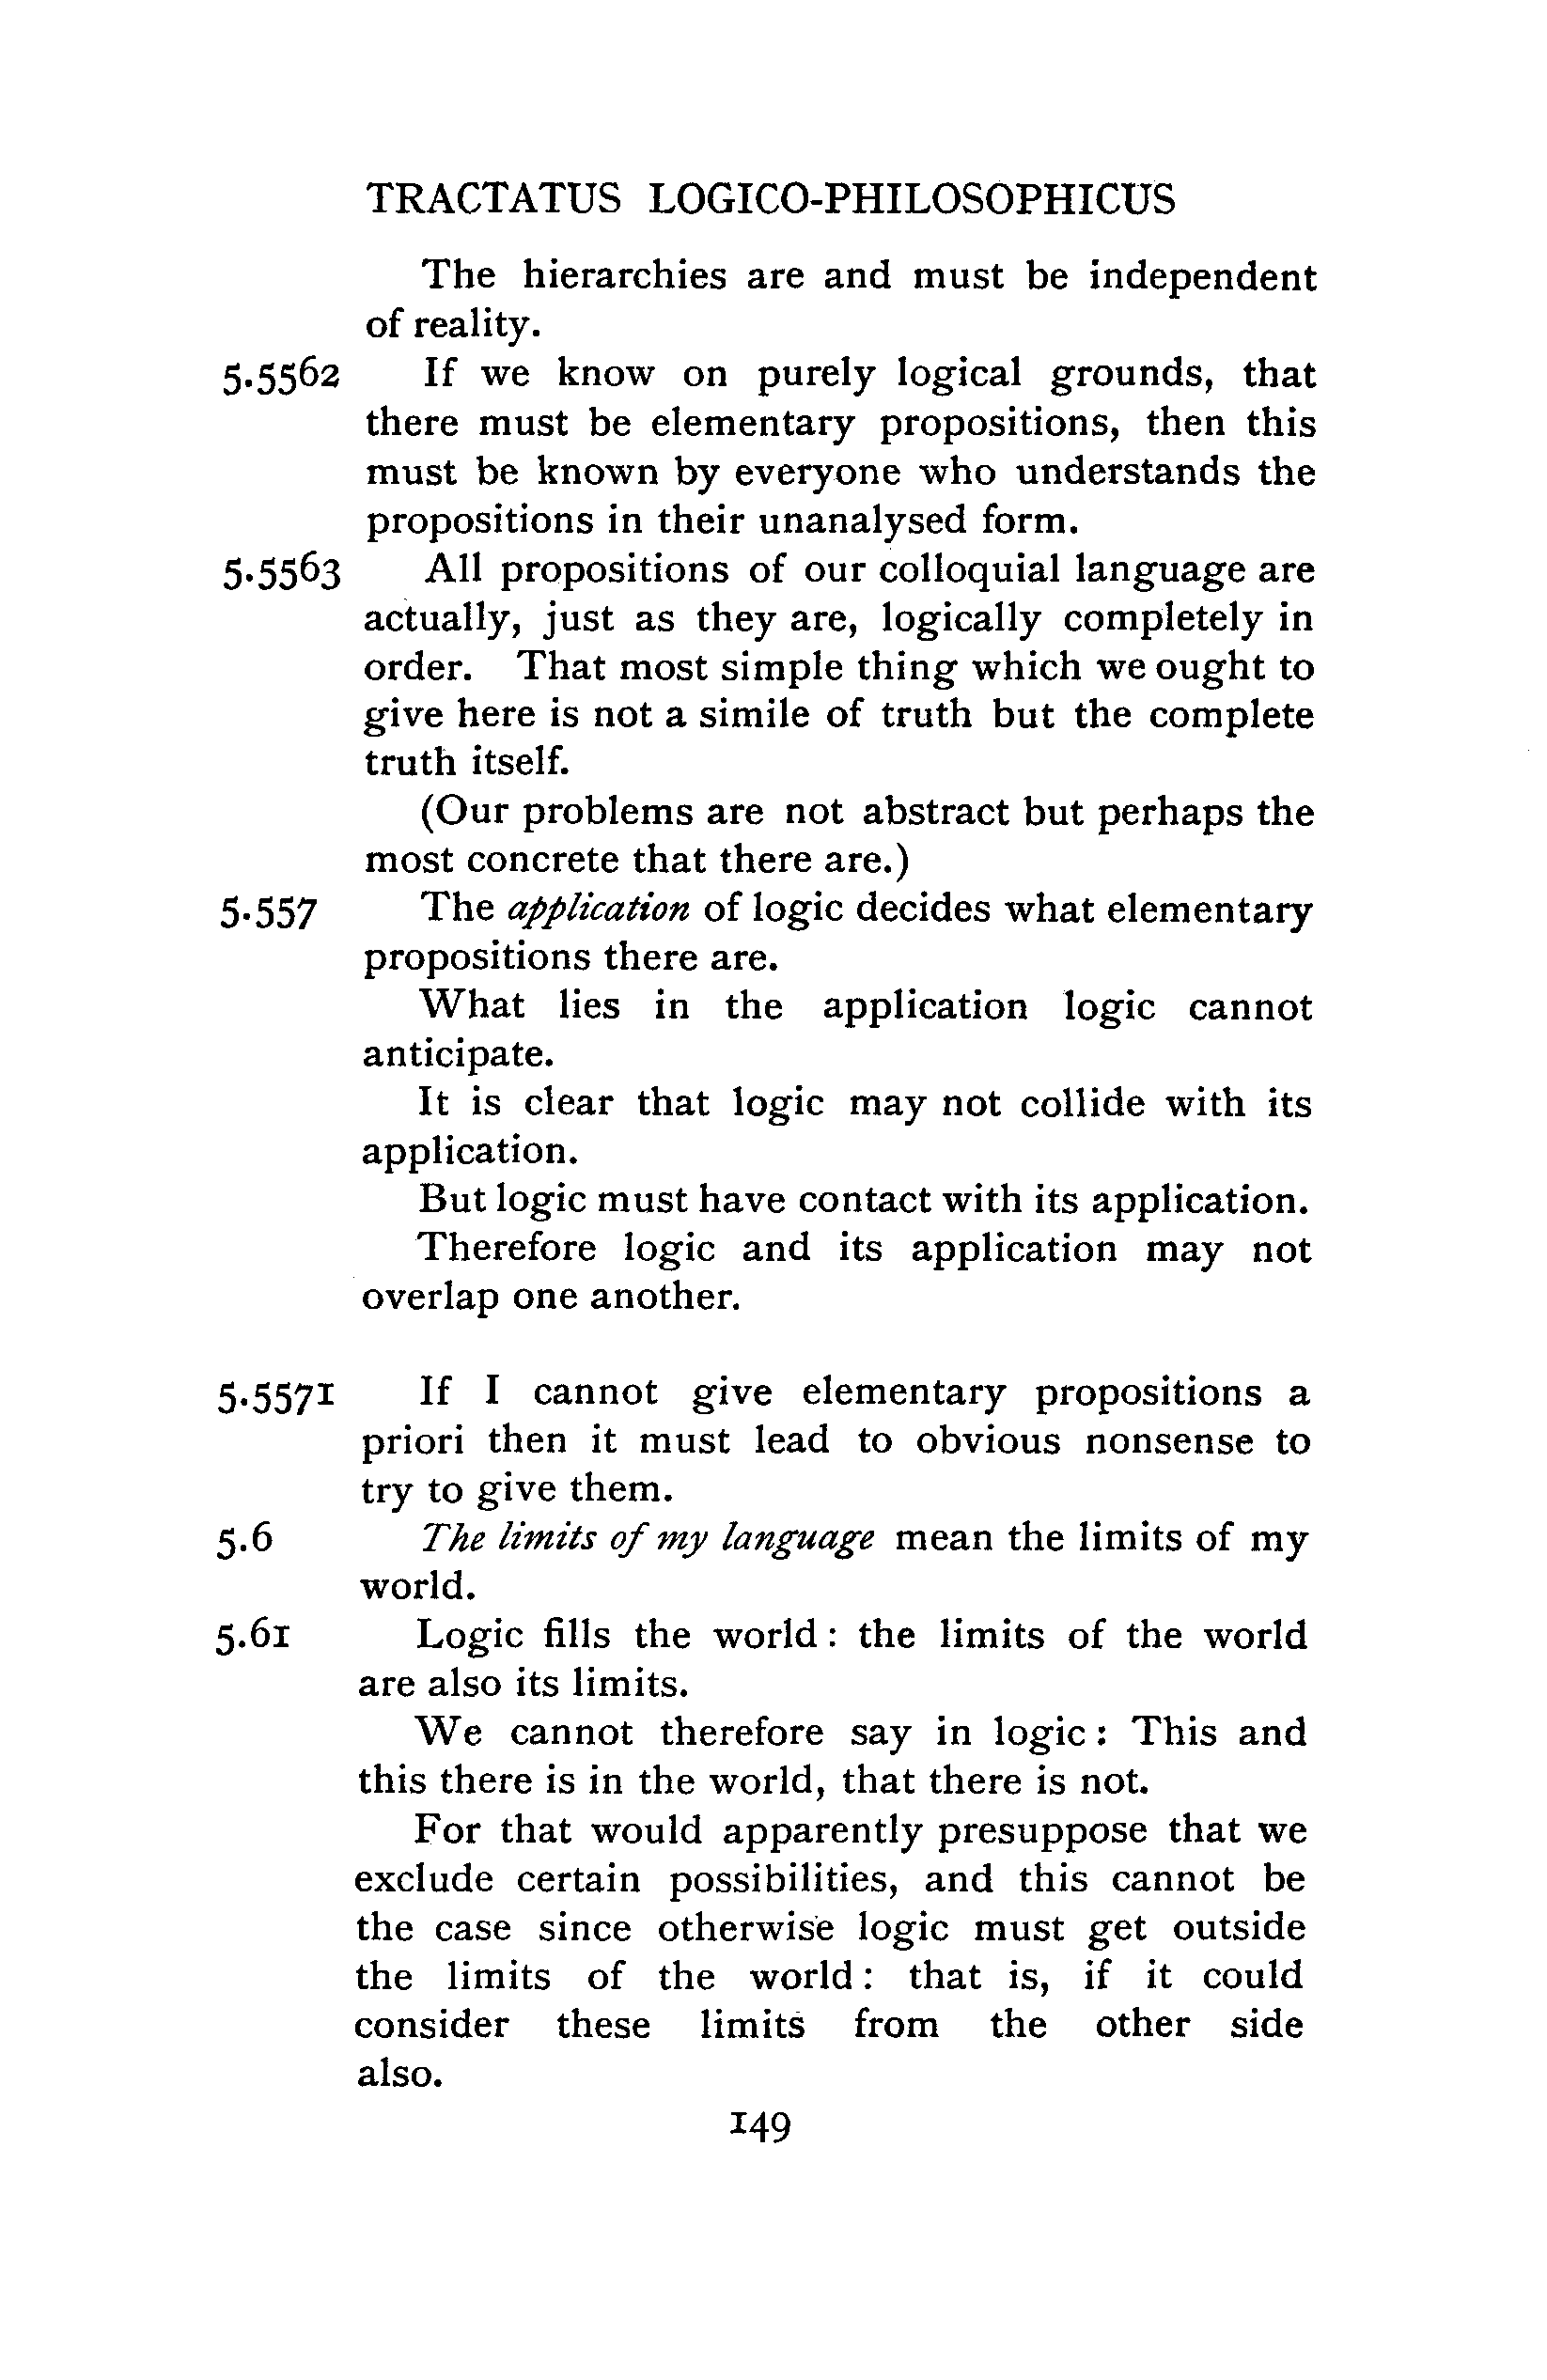 TRACTATUS LOGICO-PHILOSOPHICUS
The hierarchies are and must be independent
of reality.
5.5562 If we know on purely logical grounds, that
there must be elementary propositions, then this
must be known by everyone who understands the
propositions in their unanalysed form.
5.5563 All propositions of our colloquial language are
actually, just as they are, logically completely in
order. That most simple thing which we ought to
give here is not a simile of truth but the complete
truth itself.
(Our problems are not abstract but perhaps the
most concrete that there are.)
5.557 The application of logic decides what elementary
propositions there are.
What lies in the application logic cannot
anticipate.
It is clear that logic may not collide with its
application.
But logic must have contact with its application.
Therefore logic and its application may not
overlap one another.
5.5571 If I cannot give elementary propositions a
priori then it must lead to obvious nonsense to
try to give them.
5.6 The limits of my language mean the limits of my
world.
5.61 Logic fills the world: the limits of the world
are also its limits.
We cannot therefore say in logic: This and
this there is in the world, that there is not.
For that would apparently presuppose that we
exclude certain possibilities, and this cannot be
the case since otherwise logic must get outside
the limits of the world: that is, if it could
consider these limits from the other side
also.
149